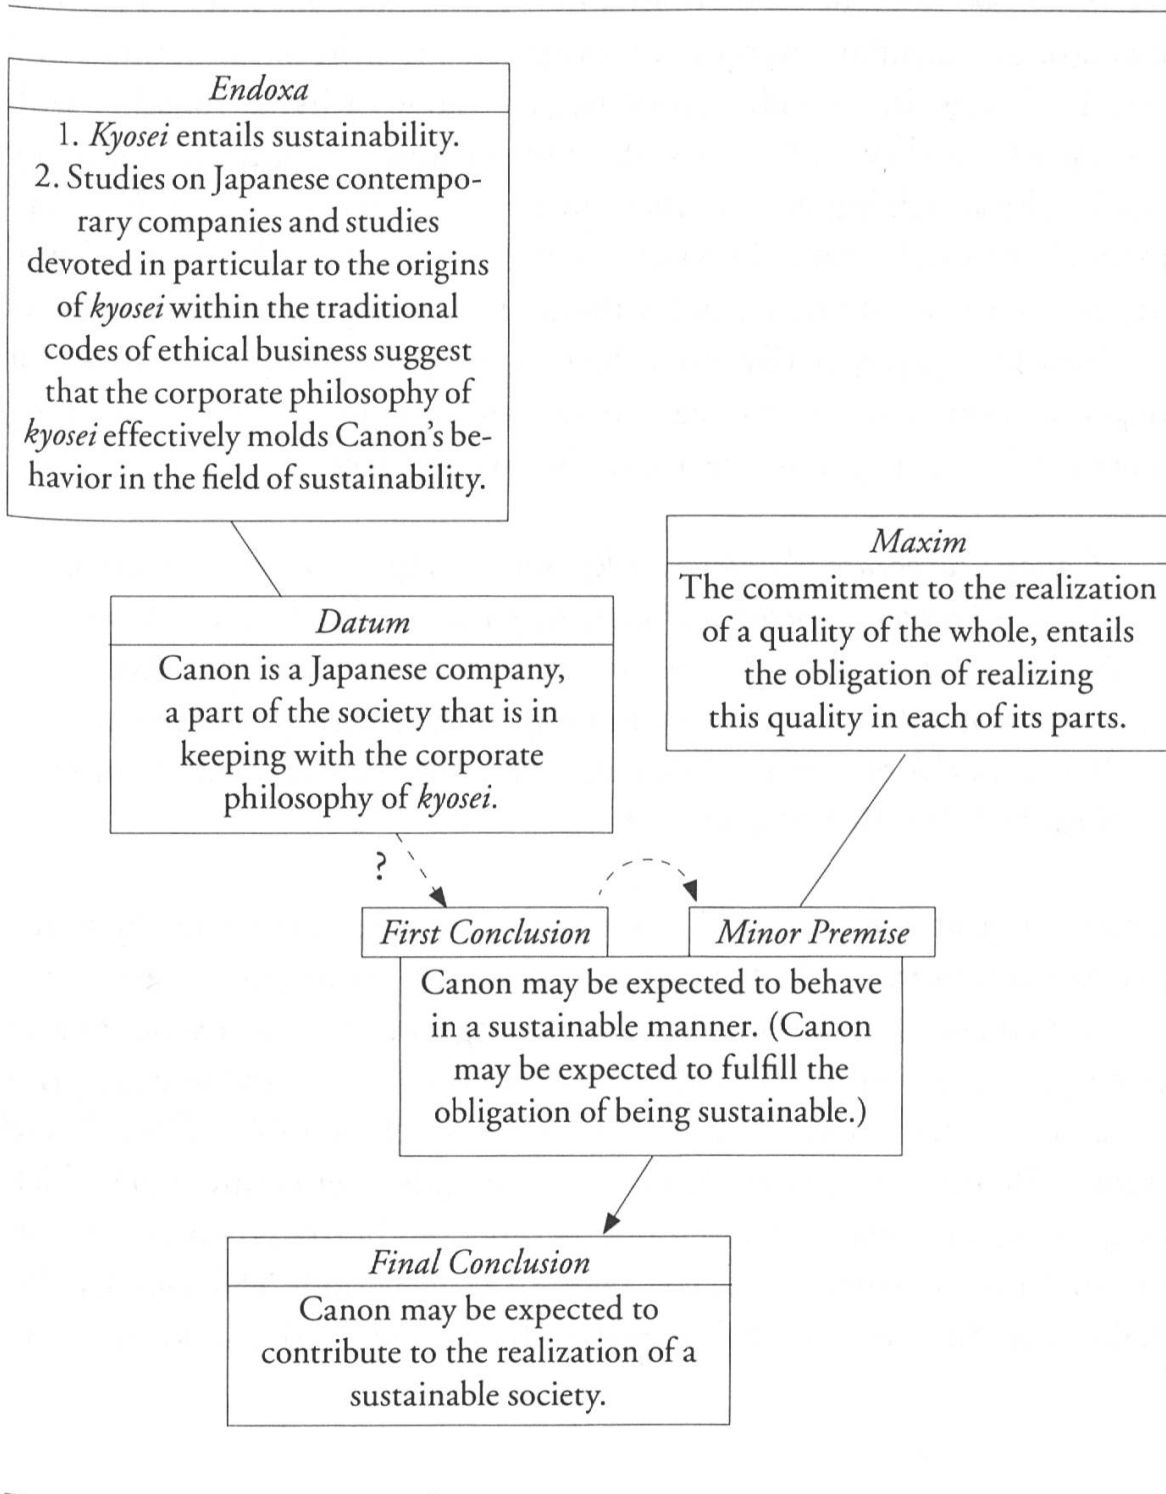 Endoxa
1. Kyosei entails sustainability.
2. Studies on Japanese contempo-
rary companies and studies
devoted in particular to the origins
of kyosei within the traditional
codes of ethical business suggest
that the corporate philosophy of
kyosei effectively molds Canon's be-
havior in the field of sustainability.
Datum
Canon is a Japanese company,
a part of the society that is in
keeping with the corporate
philosophy of kyosei.
Maxim
The commitment to the realization
of a quality of the whole, entails
the obligation of realizing
this quality in each of its parts.
?
First Conclusion
Minor Premise
Canon may be expected to behave
in a sustainable manner. (Canon
may be expected to fulfill the
obligation of being sustainable.)
Final Conclusion
Canon may be expected to
contribute to the realization of a
sustainable society.